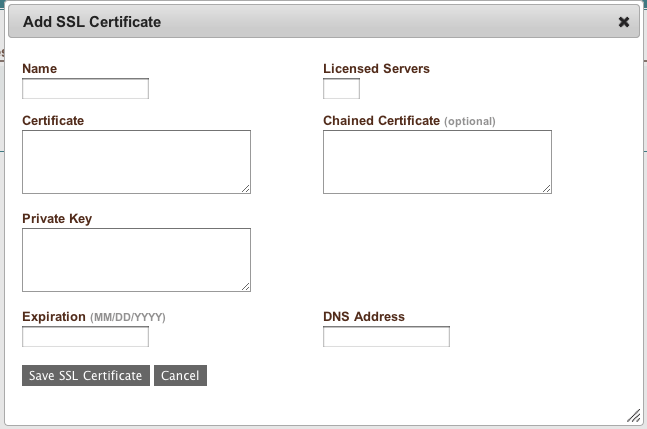 Add SSL Certificate
Name
Licensed Servers
Certificate
Chained Certificate (optional)
Private Key
Expiration (MM/DD/YYYY)
DNS Address
Save SSL Certificate
Cancel